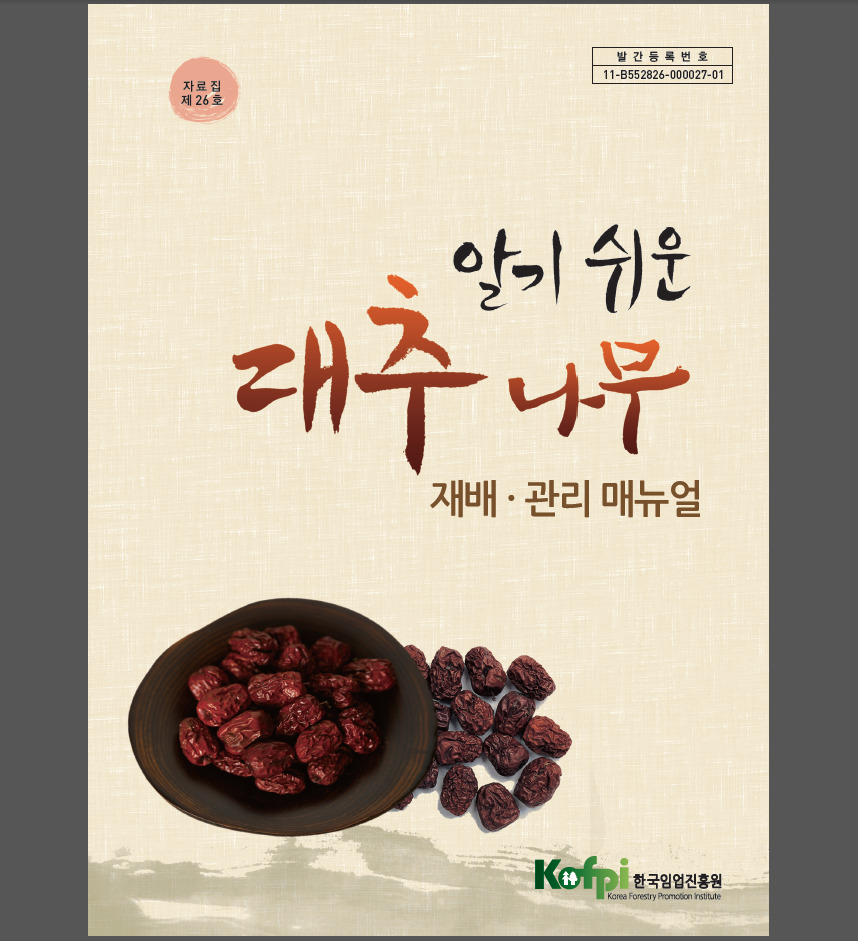 자료집
제26호
발간등록번호
11-B552826-000027-01
알기 쉬운
대추나무
재배·관리 매뉴얼
Kofpi 한국임업진흥원
Korea Forestry Promotion Institute